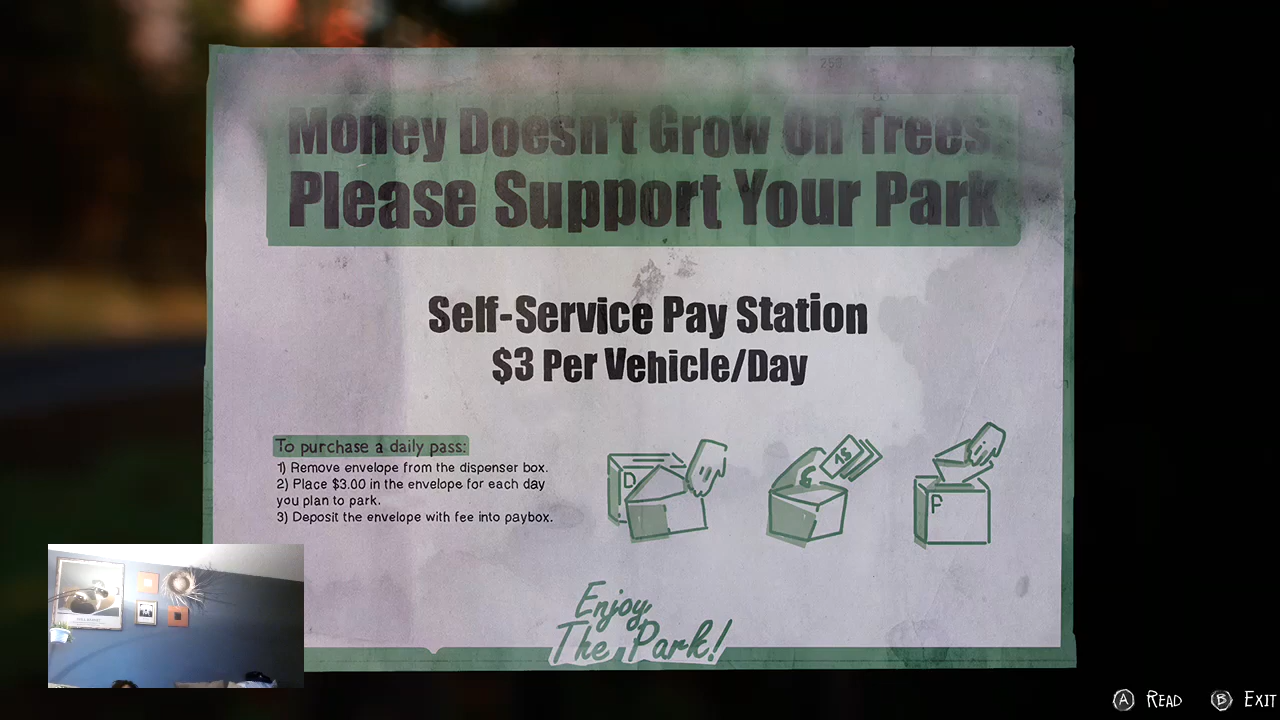 Money Doesn't Grow On Trees
Please Support Your Park
Self-Service Pay Station
$3 Per Vehicle/Day
To purchase a daily pass:
1) Remove envelope from the dispenser box.
2) Place $3.00 in the envelope for each day
you plan to park.
3) Deposit the envelope with fee into paybox.
D
P
Enjoy
The Park!
A READ B EXIT